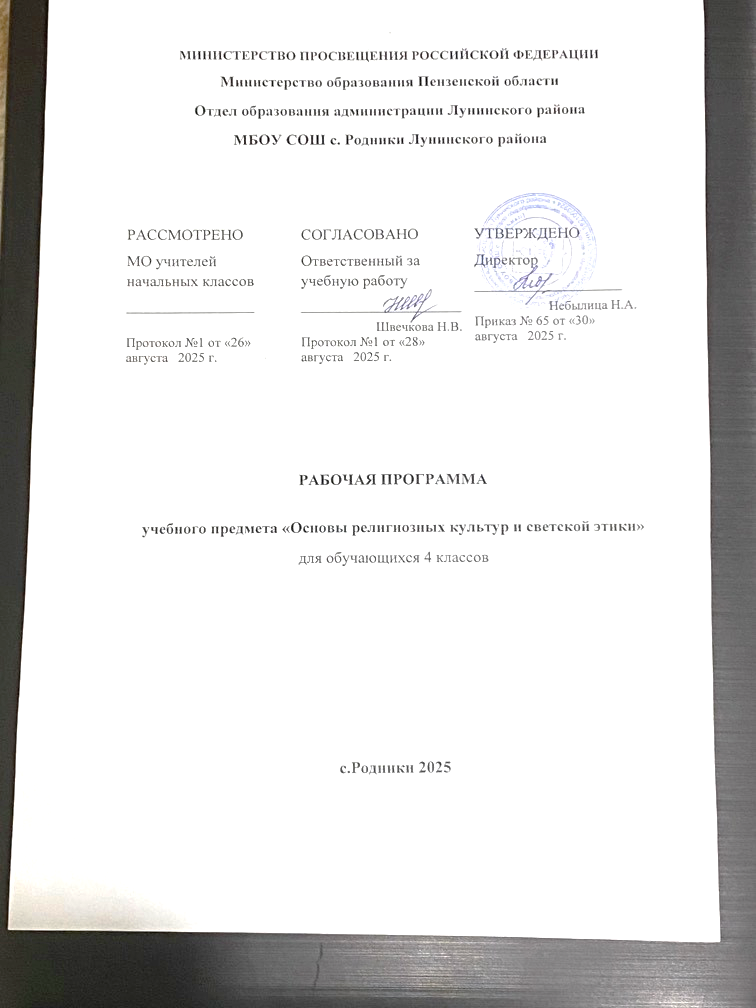 МИНИСТЕРСТВО ПРОСВЕЩЕНИЯ РОССИЙСКОЙ ФЕДЕРАЦИИ
Министерство образования Пензенской области
Отдел образования администрации Лунинского района
МБОУ СОШ с. Родники Лунинского района
РАССМОТРЕНО
МО учителей
начальных классов
Протокол №1 от «26»
августа 2025 г.
СОГЛАСОВАНО
Ответственный за
учебную работу
Швечкова Н.В.
Протокол №1 от «28»
августа 2025 г.
УТВЕРЖДЕНО
Директор
Небылица Н.А.
Приказ № 65 от «30»
августа 2025 г.
РАБОЧАЯ ПРОГРАММА
учебного предмета «Основы религиозных культур и светской этики»
для обучающихся 4 классов
с.Родники 2025